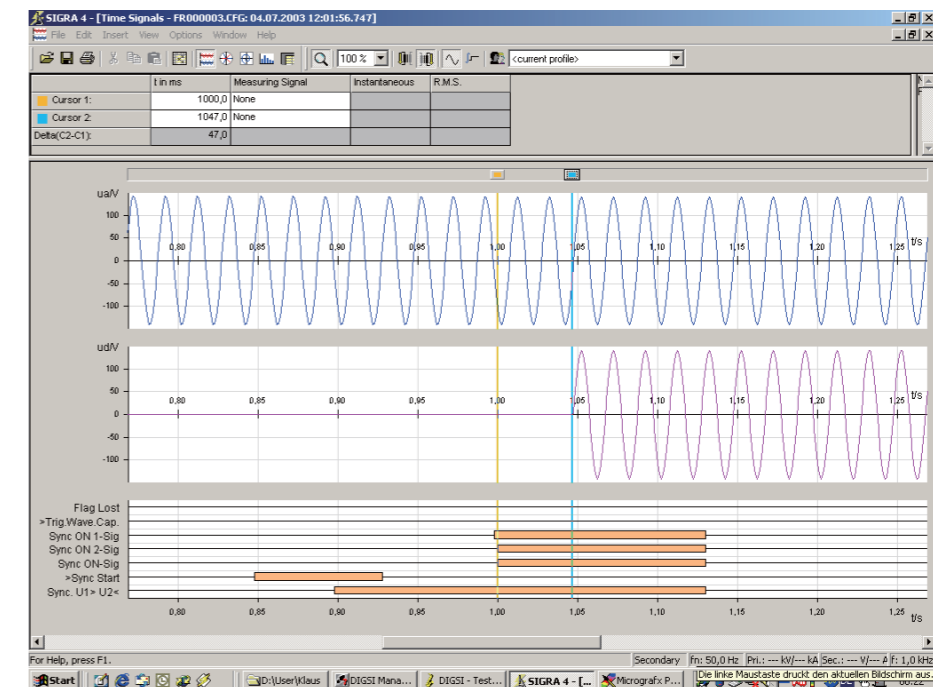 SIGRA 4 - [Time Signals - FR000003.CFG: 04.07.2003 12:01:56.747]
File Edit Insert View Options Window Help
100 % <current profile>
t in ms Measuring Signal Instantaneous R.M.S.
Cursor 1: 1000,0 None
Cursor 2: 1047,0 None
Delta(C2-C1): 47,0
ua/V
100
50
0
-50
-100
0,80 0,85 0,90 0,95 1,00 1,05 1,10 1,15 1,20 1,25 t/s
ud/V
100
50
0
-50
-100
0,80 0,85 0,90 0,95 1,00 1,05 1,10 1,15 1,20 1,25 t/s
Flag Lost
>Trig.Wave.Cap.
Sync ON 1-Sig
Sync ON 2-Sig
Sync ON-Sig
>Sync Start
Sync. U1> U2<
0,80 0,85 0,90 0,95 1,00 1,05 1,10 1,15 1,20 1,25 t/s
For Help, press F1. Secondary fn: 50,0 Hz Pri.: --- kV/--- kA Sec.: --- V/--- A f: 1,0 kHz
Start D:\User\Klaus DIGSI Mana... DIGSI - Test... SIGRA 4 - [... Micrografx P...
Die linke Maustaste druckt den aktuellen Bildschirm aus.